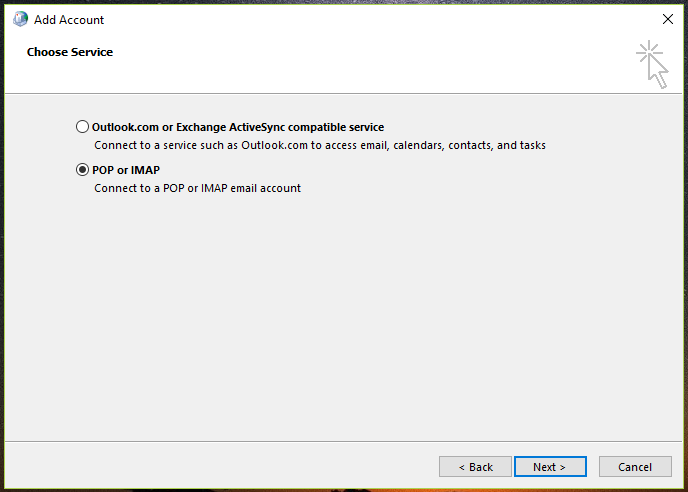 Add Account
Choose Service
Outlook.com or Exchange ActiveSync compatible service
Connect to a service such as Outlook.com to access email, calendars, contacts, and tasks
POP or IMAP
Connect to a POP or IMAP email account
< Back Next > Cancel